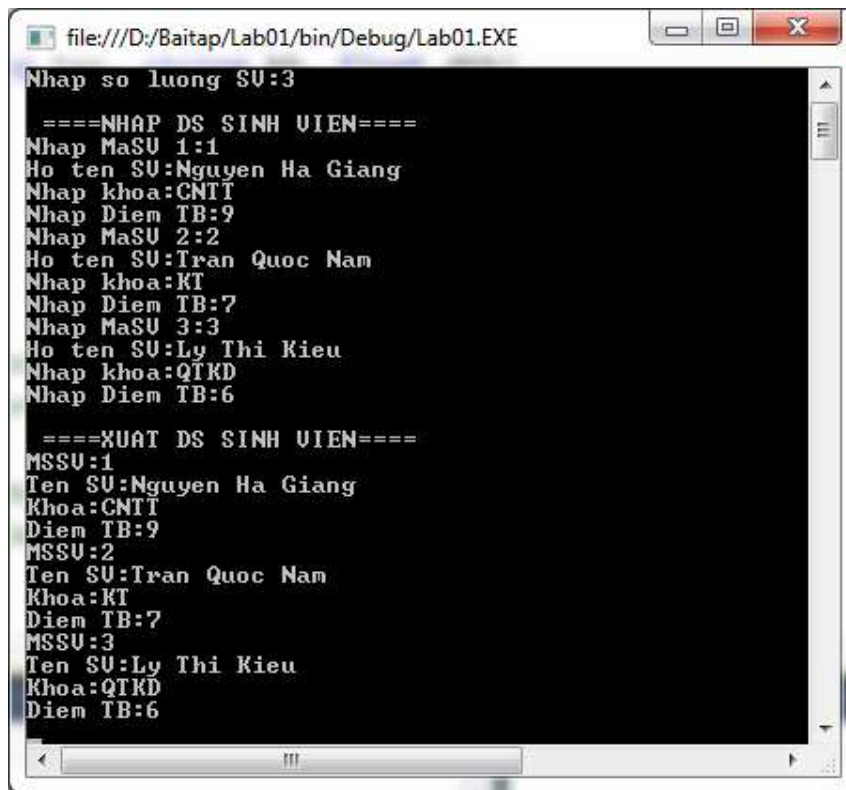 file:///D:/Baitap/Lab01/bin/Debug/Lab01.EXE
Nhap so luong SV:3
====NHAP DS SINH VIEN====
Nhap MaSV 1:1
Ho ten SV:Nguyen Ha Giang
Nhap khoa:CNTT
Nhap Diem TB:9
Nhap MaSV 2:2
Ho ten SV:Tran Quoc Nam
Nhap khoa:KT
Nhap Diem TB:7
Nhap MaSV 3:3
Ho ten SV:Ly Thi Kieu
Nhap khoa:QTKD
Nhap Diem TB:6
====XUAT DS SINH VIEN====
MSSV:1
Ten SV:Nguyen Ha Giang
Khoa:CNTT
Diem TB:9
MSSV:2
Ten SV:Tran Quoc Nam
Khoa:KT
Diem TB:7
MSSV:3
Ten SV:Ly Thi Kieu
Khoa:QTKD
Diem TB:6